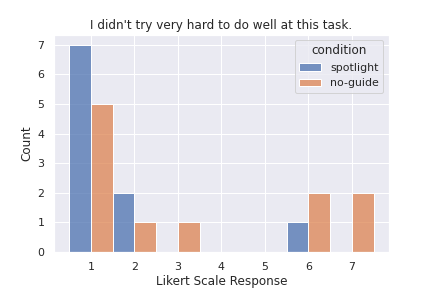 I didn't try very hard to do well at this task.
condition
spotlight
no-guide
7
6
5
4
3
2
1
0
Count
1 2 3 4 5 6 7
Likert Scale Response